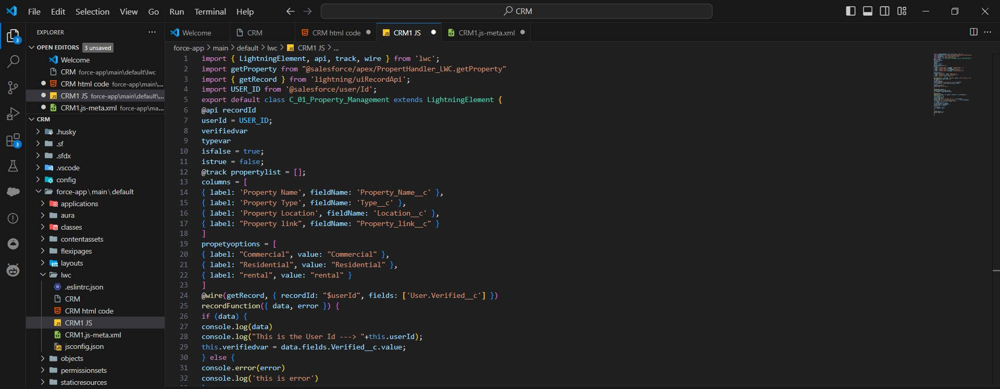 File Edit Selection View Go Run Terminal Help
CRM
EXPLORER
OPEN EDITORS 3 unsaved
Welcome
CRM force-app\main\default\lwc
CRM html code force-app\main\...
CRM1 JS force-app\main\default\...
CRM1.js-meta.xml force-app\ma...
CRM
.husky
.sf
.sfdx
.vscode
config
force-app\main\default
applications
aura
classes
contentassets
flexipages
layouts
lwc
.eslintrc.json
CRM
CRM html code
CRM1 JS
CRM1.js-meta.xml
jsconfig.json
objects
permissionsets
staticresources
3
3
Welcome CRM CRM html code CRM1 JS CRM1.js-meta.xml
force-app > main > default > lwc > CRM1 JS > ...
1 import { LightningElement, api, track, wire } from 'lwc';
2 import getProperty from "@salesforce/apex/PropertHandler_LWC.getProperty"
3 import { getRecord } from 'lightning/uiRecordApi';
4 import USER_ID from '@salesforce/user/Id';
5 export default class C_01_Property_Management extends LightningElement {
6 @api recordId
7 userId = USER_ID;
8 verifiedvar
9 typevar
10 isfalse = true;
11 istrue = false;
12 @track propertylist = [];
13 columns = [
14 { label: 'Property Name', fieldName: 'Property_Name__c' },
15 { label: 'Property Type', fieldName: 'Type__c' },
16 { label: 'Property Location', fieldName: 'Location__c' },
17 { label: "Property link", fieldName: "Property_link__c" }
18 ]
19 propetyoptions = [
20 { label: "Commercial", value: "Commercial" },
21 { label: "Residential", value: "Residential" },
22 { label: "rental", value: "rental" }
23 ]
24 @wire(getRecord, { recordId: "$userId", fields: ['User.Verified__c'] })
25 recordFunction({ data, error }) {
26 if (data) {
27 console.log(data)
28 console.log("This is the User Id ---> "+this.userId);
29 this.verifiedvar = data.fields.Verified__c.value;
30 } else {
31 console.error(error)
32 console.log('this is error')